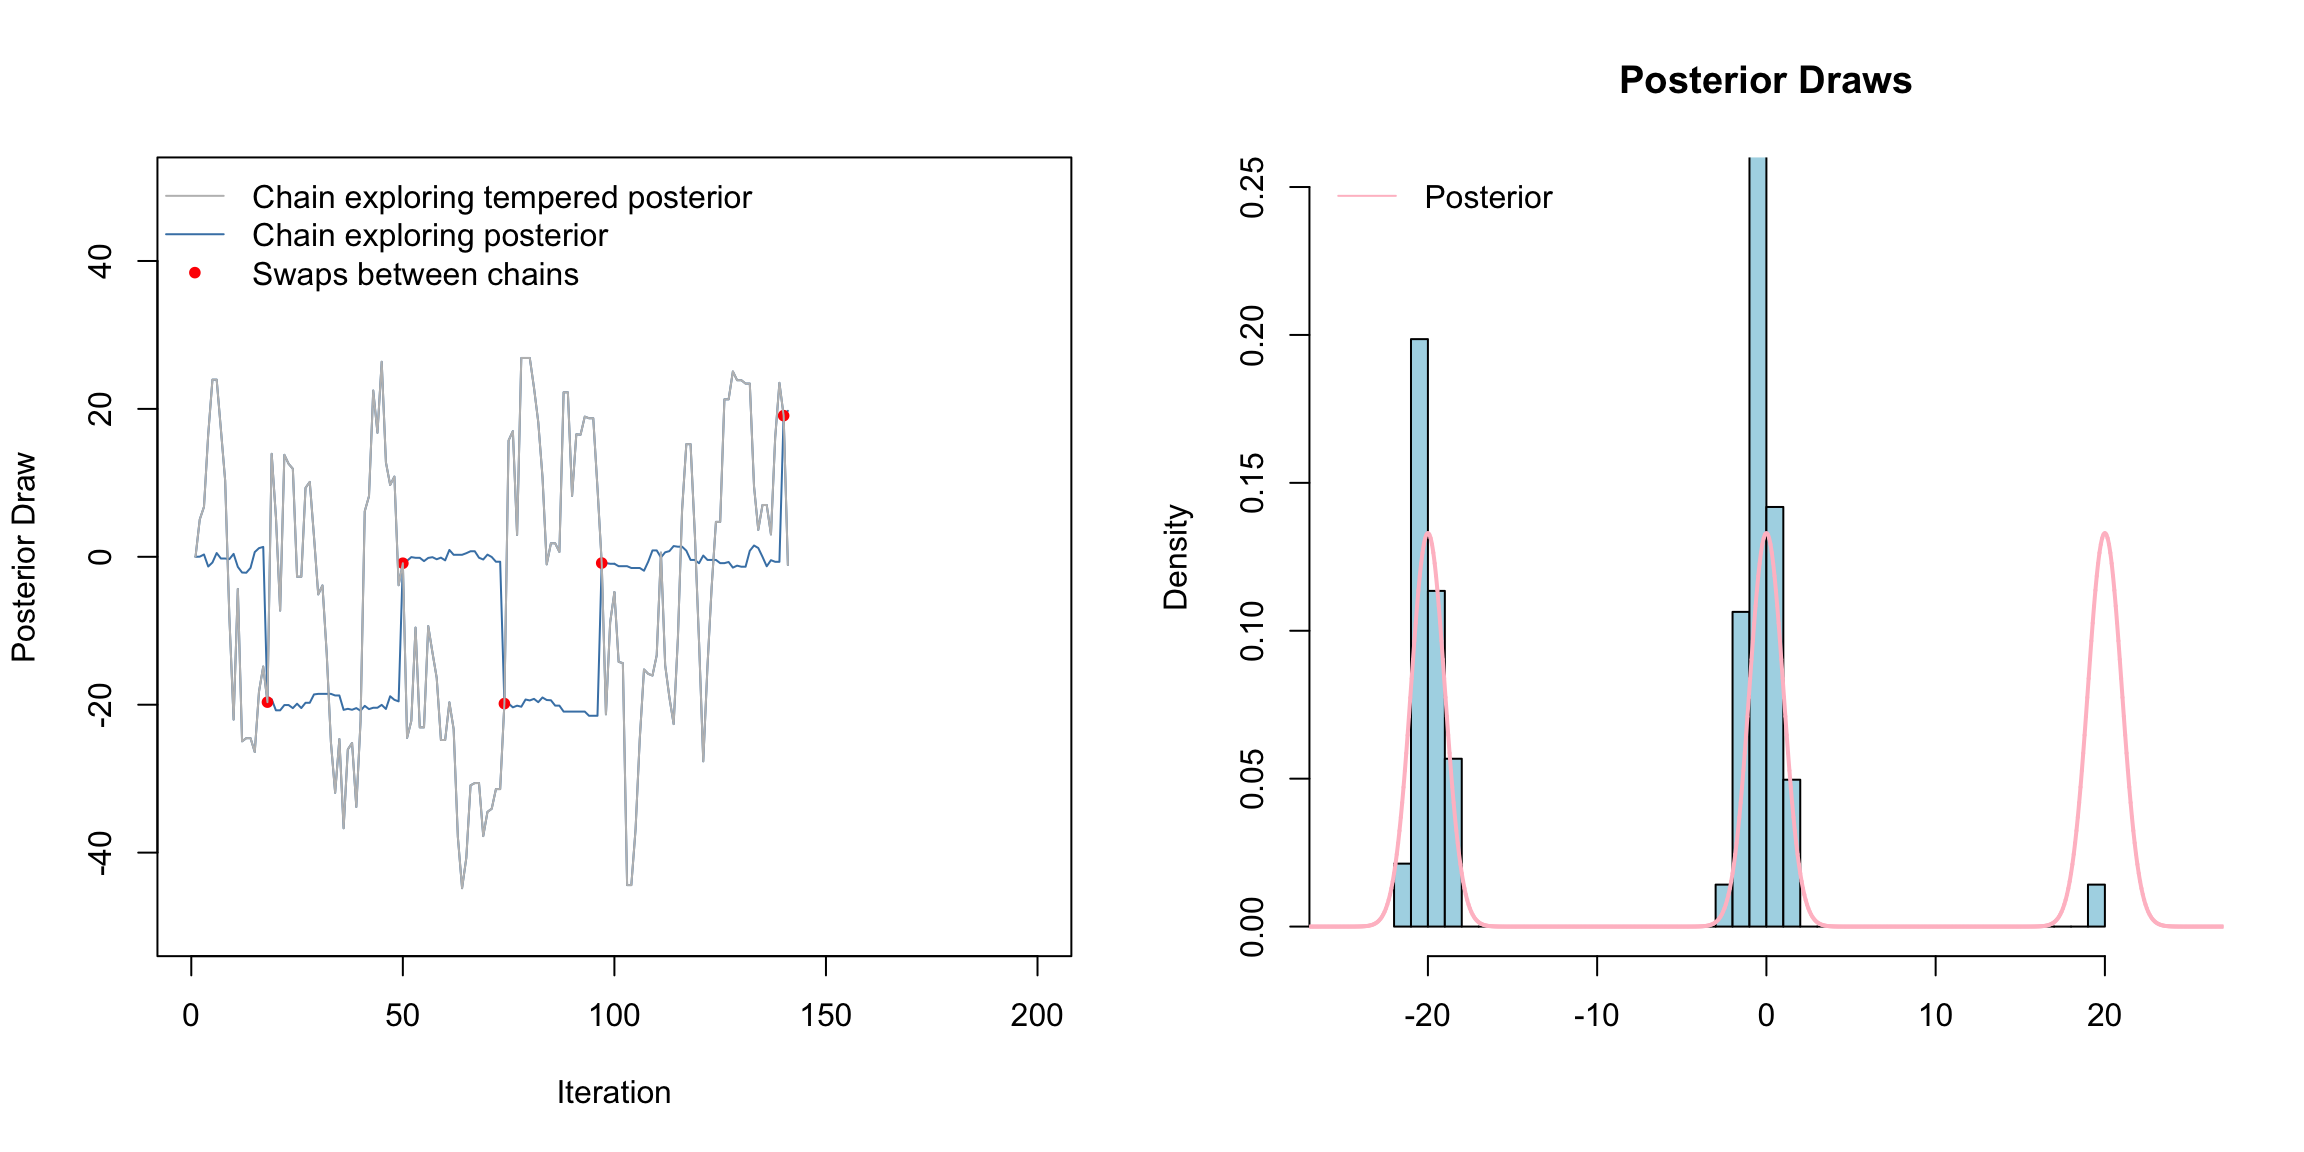 Chain exploring tempered posterior
Chain exploring posterior
Swaps between chains
Posterior Draw
40
20
0
-20
-40
0 50 100 150 200
Iteration
Posterior Draws
Posterior
Density
0.25
0.20
0.15
0.10
0.05
0.00
-20 -10 0 10 20